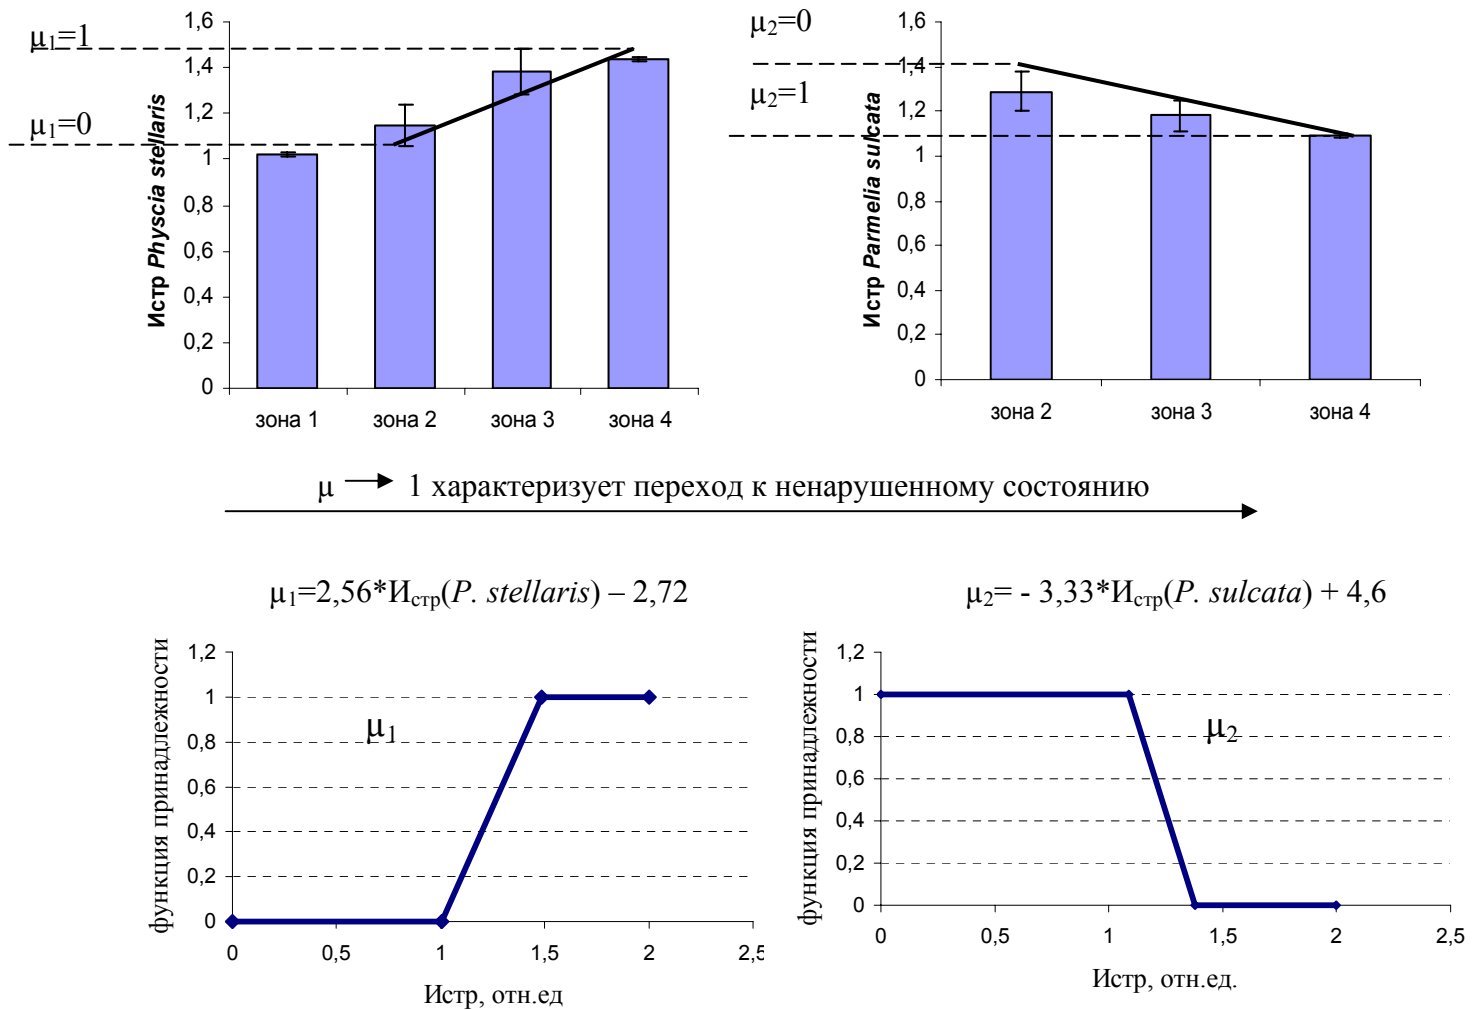 μ₁=1
μ₁=0
Истр Physcia stellaris
1,6
1,4
1,2
1
0,8
0,6
0,4
0,2
0
зона 1 зона 2 зона 3 зона 4
μ₂=0
μ₂=1
Истр Parmelia sulcata
1,6
1,4
1,2
1
0,8
0,6
0,4
0,2
0
зона 2 зона 3 зона 4
μ → 1 характеризует переход к ненарушенному состоянию
μ₁=2,56*Истр(P. stellaris) – 2,72
μ₂= - 3,33*Истр(P. sulcata) + 4,6
функция принадлежности
1,2
1
0,8
0,6
0,4
0,2
0
μ₁
0 0,5 1 1,5 2 2,5
Истр, отн.ед
функция принадлежности
1,2
1
0,8
0,6
0,4
0,2
0
μ₂
0 0,5 1 1,5 2 2,5
Истр, отн.ед.